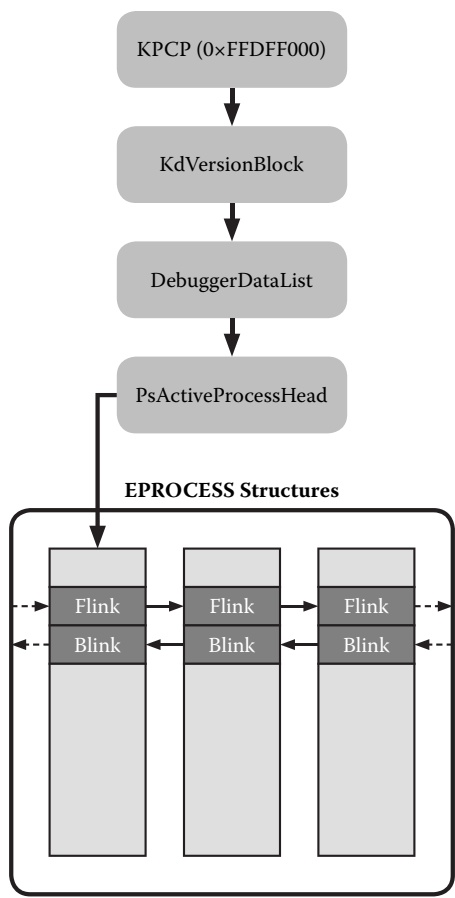 KPCP (0×FFDFF000)
KdVersionBlock
DebuggerDataList
PsActiveProcessHead
EPROCESS Structures
Flink Flink Flink
Blink Blink Blink